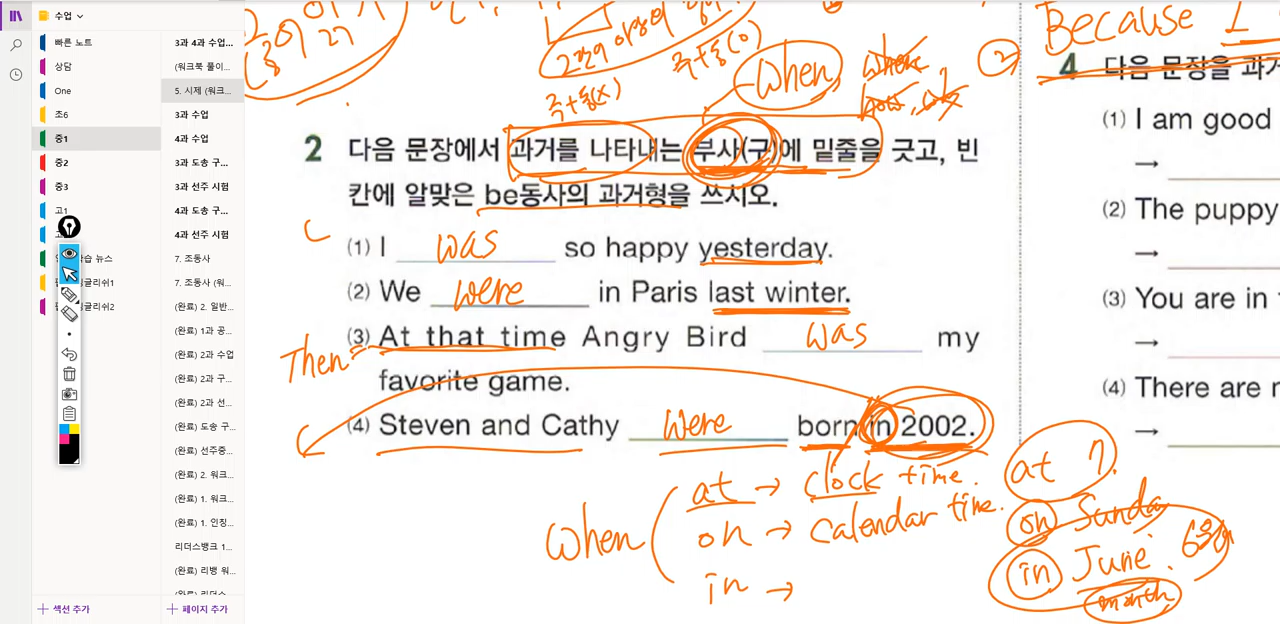 수업
빠른 노트
상담
One
초6
중1
중2
중3
고1
섹션 추가
3과 4과 수업...
(워크북 풀이...
5. 시제 (워크...
3과 수업
4과 수업
3과 도송 구...
3과 선주 시험
4과 도송 구...
4과 선주 시험
7. 조동사
7. 조동사 (워...
(완료) 2. 일반...
(완료) 1과 공...
(완료) 2과 수업
(완료) 2과 구...
(완료) 2과 선...
(완료) 도송 구...
(완료) 선주중...
(완료) 2. 워크...
(완료) 1. 워크...
(완료) 1. 인칭...
리더스뱅크 1...
(완료) 리뱅 워...
페이지 추가
주+동(x)
주+동(o)
when,
2 다음 문장에서 과거를 나타내는 부사(구)에 밑줄을 긋고, 빈
칸에 알맞은 be동사의 과거형을 쓰시오.
(1) I was so happy yesterday.
(2) We were in Paris last winter.
Then =
(3) At that time Angry Bird was my
favorite game.
(4) Steven and Cathy were born in 2002.
when
at → clock time.
on → calendar time.
in →
at 7.
on Sunday
in June.
month
Because I
4 다음 문장을 과거
(1) I am good
→
(2) The puppy
→
(3) You are in
→
(4) There are
→